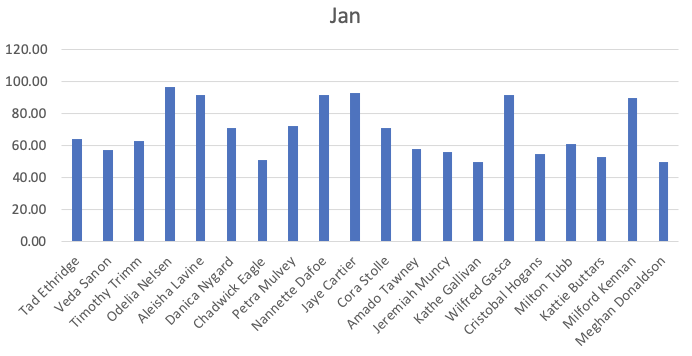 Jan
120.00
100.00
80.00
60.00
40.00
20.00
0.00
Tad Ethridge
Veda Sanon
Timothy Trimm
Odelia Nelsen
Aleisha Lavine
Danica Nygard
Chadwick Eagle
Petra Mulvey
Nannette Dafoe
Jaye Cartier
Cora Stolle
Amado Tawney
Jeremiah Muncy
Kathe Gallivan
Wilfred Gasca
Cristobal Hogans
Milton Tubb
Kattie Buttars
Milford Kennan
Meghan Donaldson